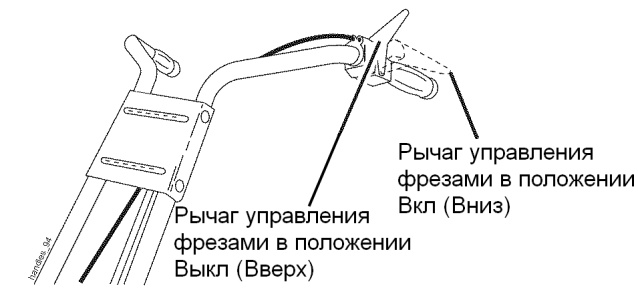 Рычаг управления
фрезами в положении
Вкл (Вниз)
Рычаг управления
фрезами в положении
Выкл (Вверх)
handles_94